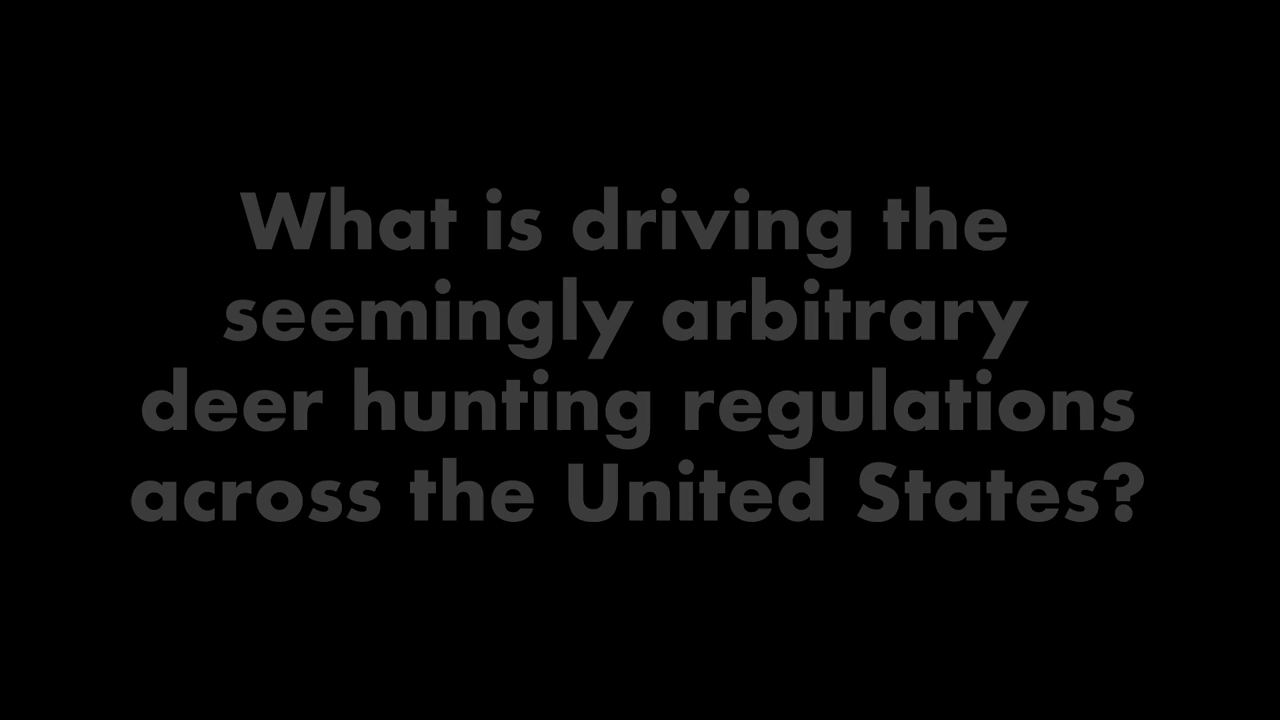 What is driving the
seemingly arbitrary
deer hunting regulations
across the United States?